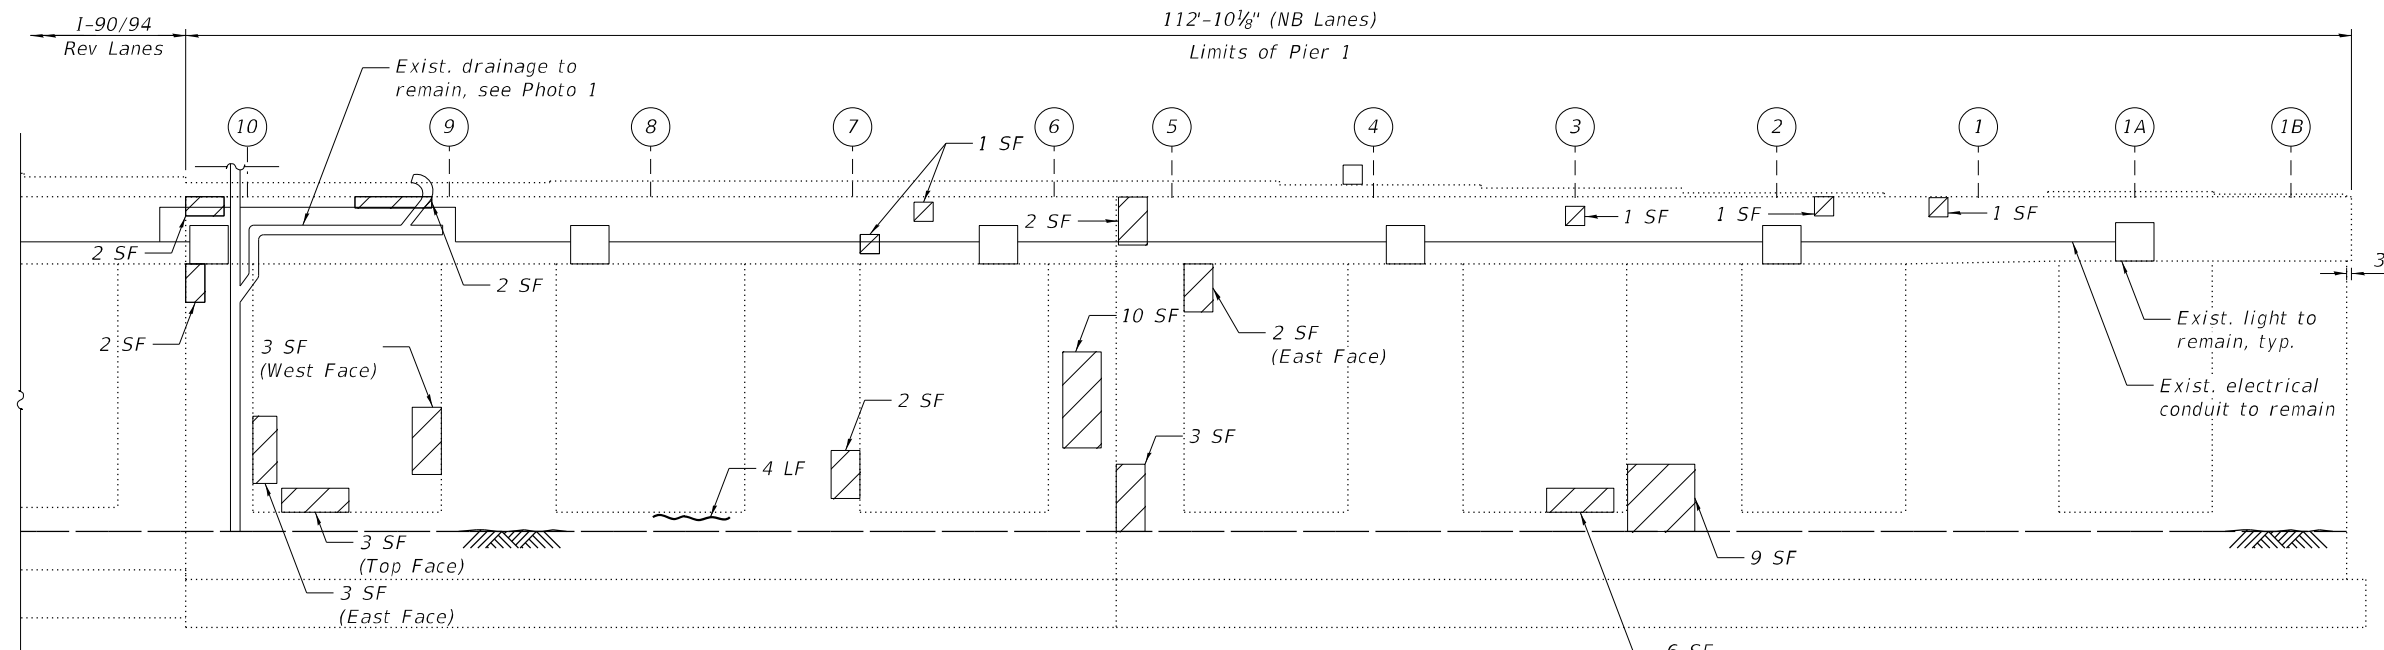 I-90/94
Rev Lanes
112'-10⅛" (NB Lanes)
Limits of Pier 1
Exist. drainage to
remain, see Photo 1
10
9
8
7
6
5
4
3
2
1
1A
1B
1 SF
2 SF
2 SF
2 SF
2 SF
1 SF
1 SF
1 SF
3
3 SF
(West Face)
10 SF
2 SF
(East Face)
Exist. light to
remain, typ.
Exist. electrical
conduit to remain
2 SF
3 SF
4 LF
3 SF
(Top Face)
3 SF
(East Face)
9 SF
6 SF